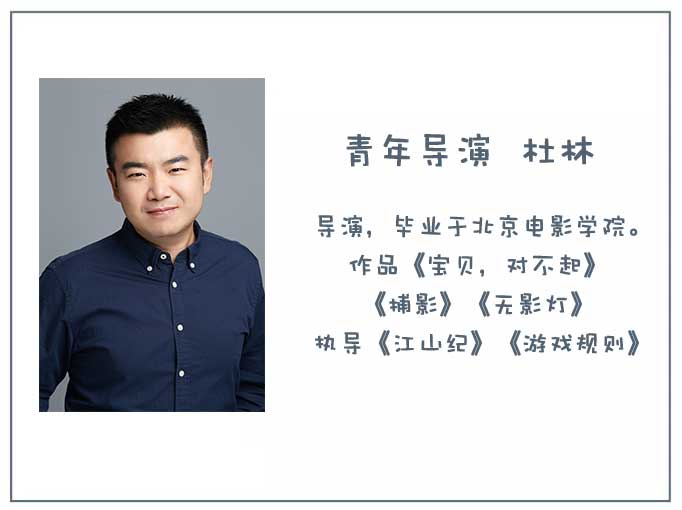 青年导演 杜林
导演，毕业于北京电影学院。
作品《宝贝，对不起》
《捕影》《无影灯》
执导《江山纪》《游戏规则》